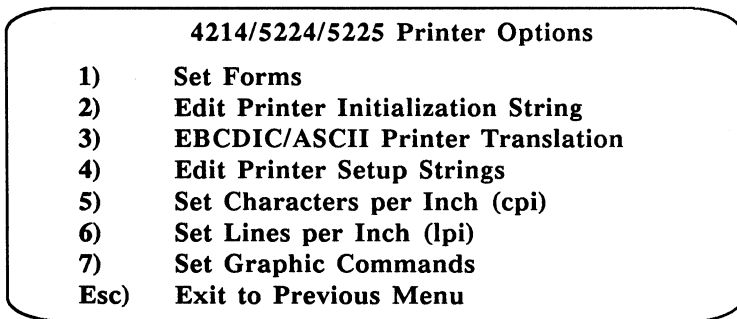 4214/5224/5225 Printer Options
1) Set Forms
2) Edit Printer Initialization String
3) EBCDIC/ASCII Printer Translation
4) Edit Printer Setup Strings
5) Set Characters per Inch (cpi)
6) Set Lines per Inch (lpi)
7) Set Graphic Commands
Esc) Exit to Previous Menu